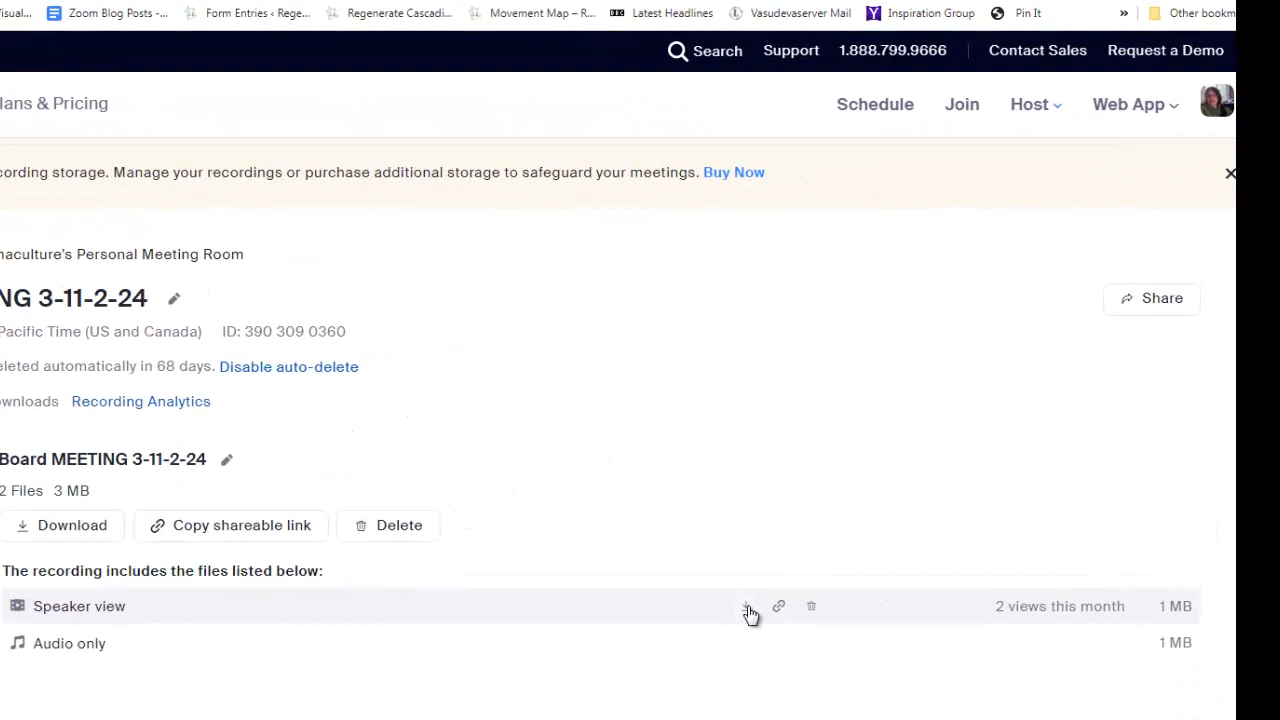 isual... Zoom Blog Posts -... Form Entries ‹ Rege... Regenerate Cascadi... Movement Map – R... Latest Headlines Vasudevaserver Mail Inspiration Group Pin It » Other bookm
Search Support 1.888.799.9666 Contact Sales Request a Demo
lans & Pricing Schedule Join Host Web App
cording storage. Manage your recordings or purchase additional storage to safeguard your meetings. Buy Now
naculture's Personal Meeting Room
NG 3-11-2-24 Share
Pacific Time (US and Canada) ID: 390 309 0360
eleted automatically in 68 days. Disable auto-delete
ownloads Recording Analytics
Board MEETING 3-11-2-24
2 Files 3 MB
Download Copy shareable link Delete
The recording includes the files listed below:
Speaker view 2 views this month 1 MB
Audio only 1 MB